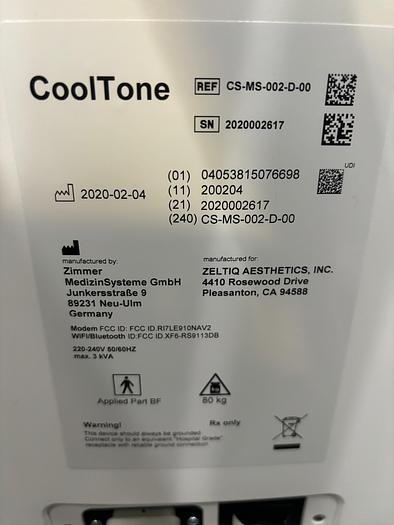 CoolTone
REF CS-MS-002-D-00
SN 2020002617
2020-02-04
(01) 04053815076698
(11) 200204
(21) 2020002617
(240) CS-MS-002-D-00
UDI
manufactured by:
Zimmer
MedizinSysteme GmbH
Junkersstraße 9
89231 Neu-Ulm
Germany
manufactured for:
ZELTIQ AESTHETICS, INC.
4410 Rosewood Drive
Pleasanton, CA 94588
Modem FCC ID: FCC ID.RI7LE910NAV2
WIFI/Bluetooth ID:FCC ID.XF6-RS9113DB
220-240V 50/60HZ
max. 3 kVA
Applied Part BF
80 kg
Warning!
Rx only
This device should always be grounded
Connect only to an equivalent "Hospital Grade"
receptacle with reliable ground connection